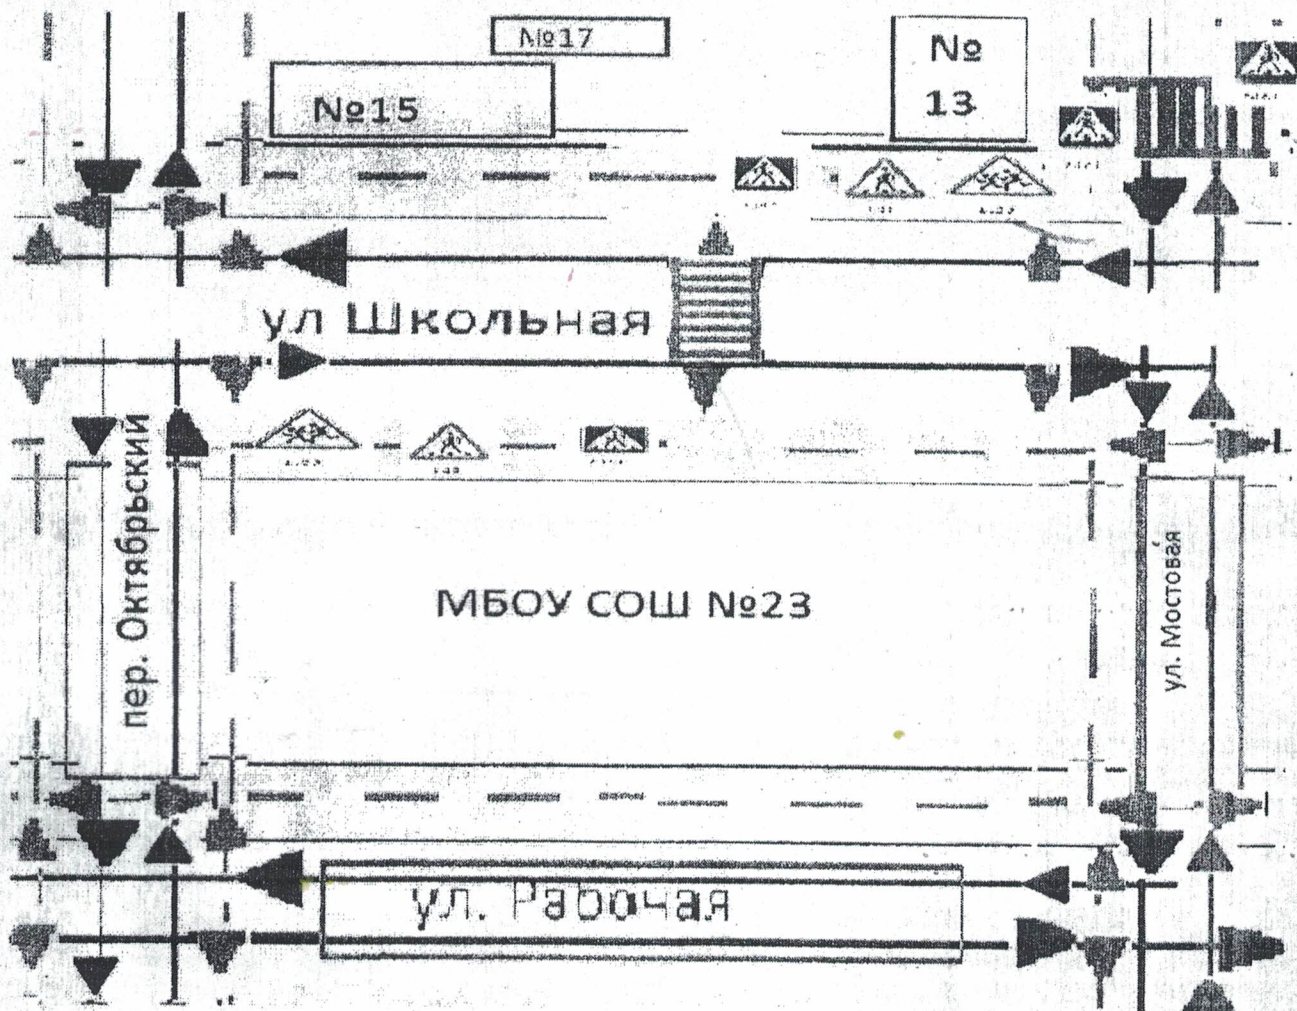 №17
№15
№
13
ул Школьная
пер. Октябрьский
МБОУ СОШ №23
ул. Мостовая
ул. Рабочая